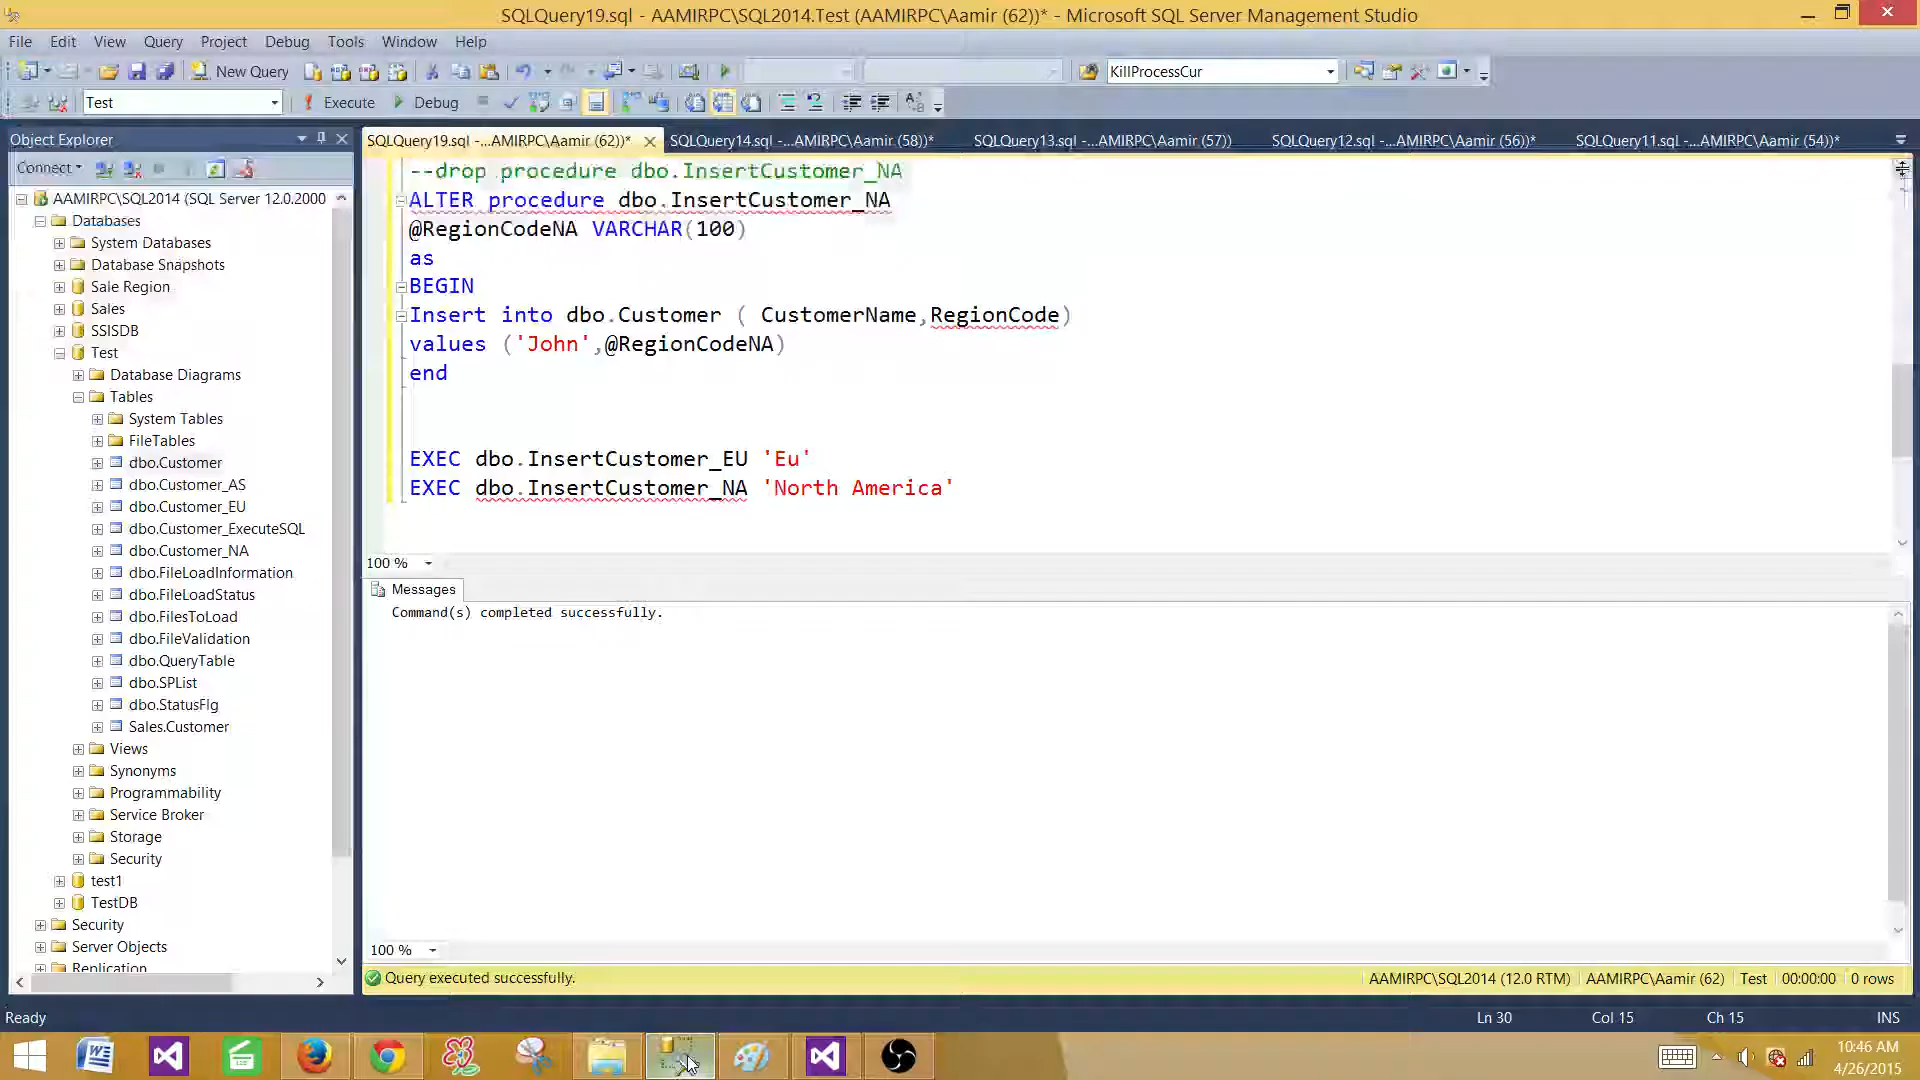 SQLQuery19.sql - AAMIRPC\SQL2014.Test (AAMIRPC\Aamir (62))* - Microsoft SQL Server Management Studio
File Edit View Query Project Debug Tools Window Help
New Query
KillProcessCur
Test
Execute
Debug
Object Explorer
SQLQuery19.sql -...AMIRPC\Aamir (62))*
SQLQuery14.sql -...AMIRPC\Aamir (58))*
SQLQuery13.sql -...AMIRPC\Aamir (57))
SQLQuery12.sql -...AMIRPC\Aamir (56))*
SQLQuery11.sql -...AMIRPC\Aamir (54))*
Connect
AAMIRPC\SQL2014 (SQL Server 12.0.2000
Databases
System Databases
Database Snapshots
Sale Region
Sales
SSISDB
Test
Database Diagrams
Tables
System Tables
FileTables
dbo.Customer
dbo.Customer_AS
dbo.Customer_EU
dbo.Customer_ExecuteSQL
dbo.Customer_NA
dbo.FileLoadInformation
dbo.FileLoadStatus
dbo.FilesToLoad
dbo.FileValidation
dbo.QueryTable
dbo.SPList
dbo.StatusFlg
Sales.Customer
Views
Synonyms
Programmability
Service Broker
Storage
Security
test1
TestDB
Security
Server Objects
Replication
--drop procedure dbo.InsertCustomer_NA
ALTER procedure dbo.InsertCustomer_NA
@RegionCodeNA VARCHAR(100)
as
BEGIN
Insert into dbo.Customer ( CustomerName,RegionCode)
values ('John',@RegionCodeNA)
end
EXEC dbo.InsertCustomer_EU 'Eu'
EXEC dbo.InsertCustomer_NA 'North America'
100 %
Messages
Command(s) completed successfully.
100 %
Query executed successfully.
AAMIRPC\SQL2014 (12.0 RTM)
AAMIRPC\Aamir (62)
Test
00:00:00
0 rows
Ready
Ln 30
Col 15
Ch 15
INS
10:46 AM
4/26/2015